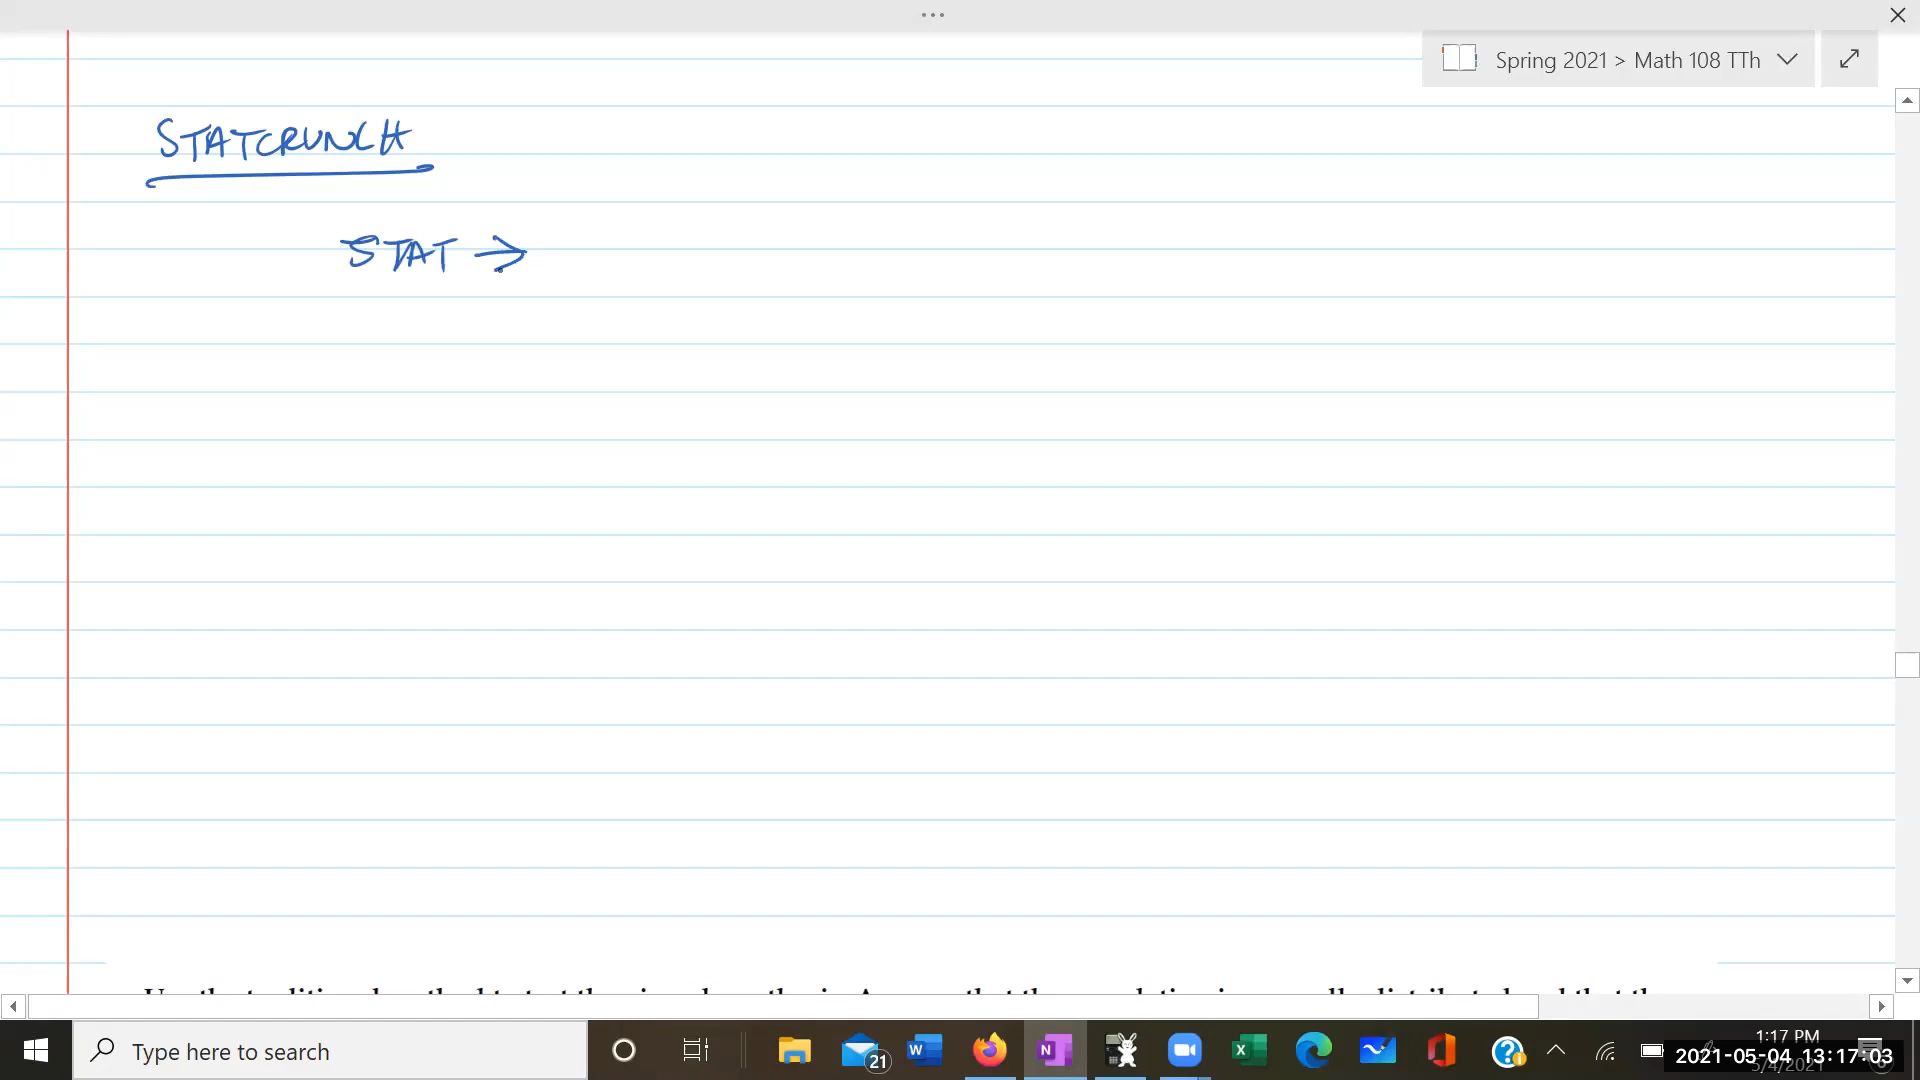 Spring 2021 > Math 108 TTh
STATCRUNCH
STAT →
Type here to search
21
1:17 PM
2021-05-04 13:17:03